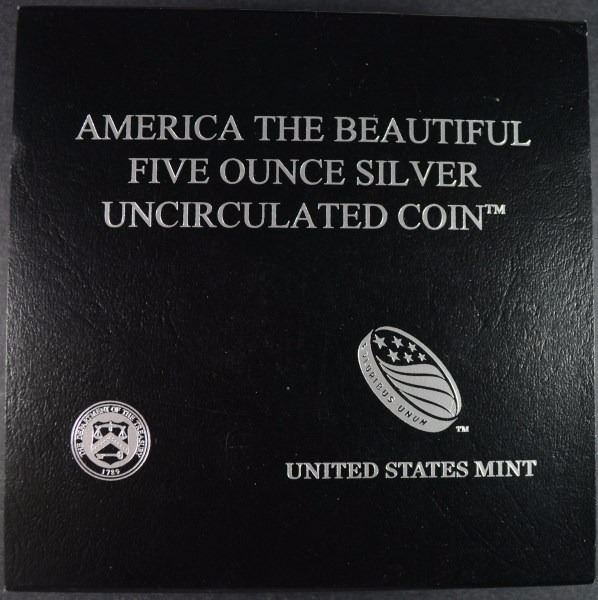 AMERICA THE BEAUTIFUL
FIVE OUNCE SILVER
UNCIRCULATED COIN™
E PLURIBUS UNUM
™
THE DEPARTMENT OF THE TREASURY
1789
UNITED STATES MINT